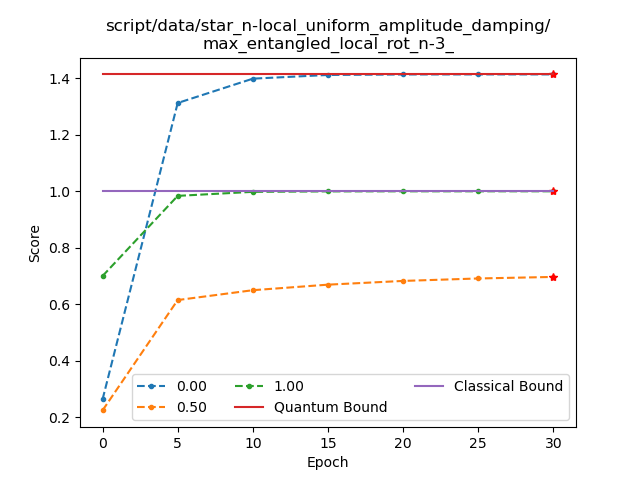 script/data/star_n-local_uniform_amplitude_damping/
max_entangled_local_rot_n-3_
1.4
1.2
1.0
0.8
0.6
0.4
0.2
Score
0.00
0.50
1.00
Quantum Bound
Classical Bound
0 5 10 15 20 25 30
Epoch